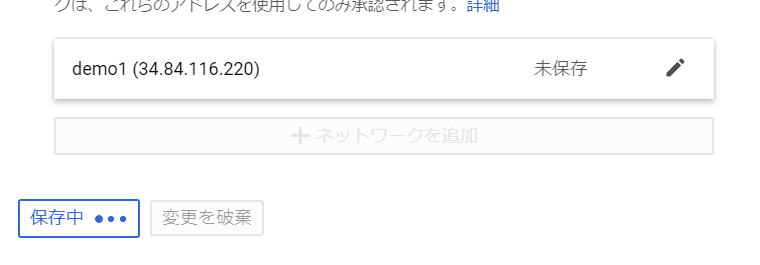 クは、これらのアドレスを使用してのみ承認されます。詳細
demo1 (34.84.116.220) 未保存
ネットワークを追加
保存中 変更を破棄